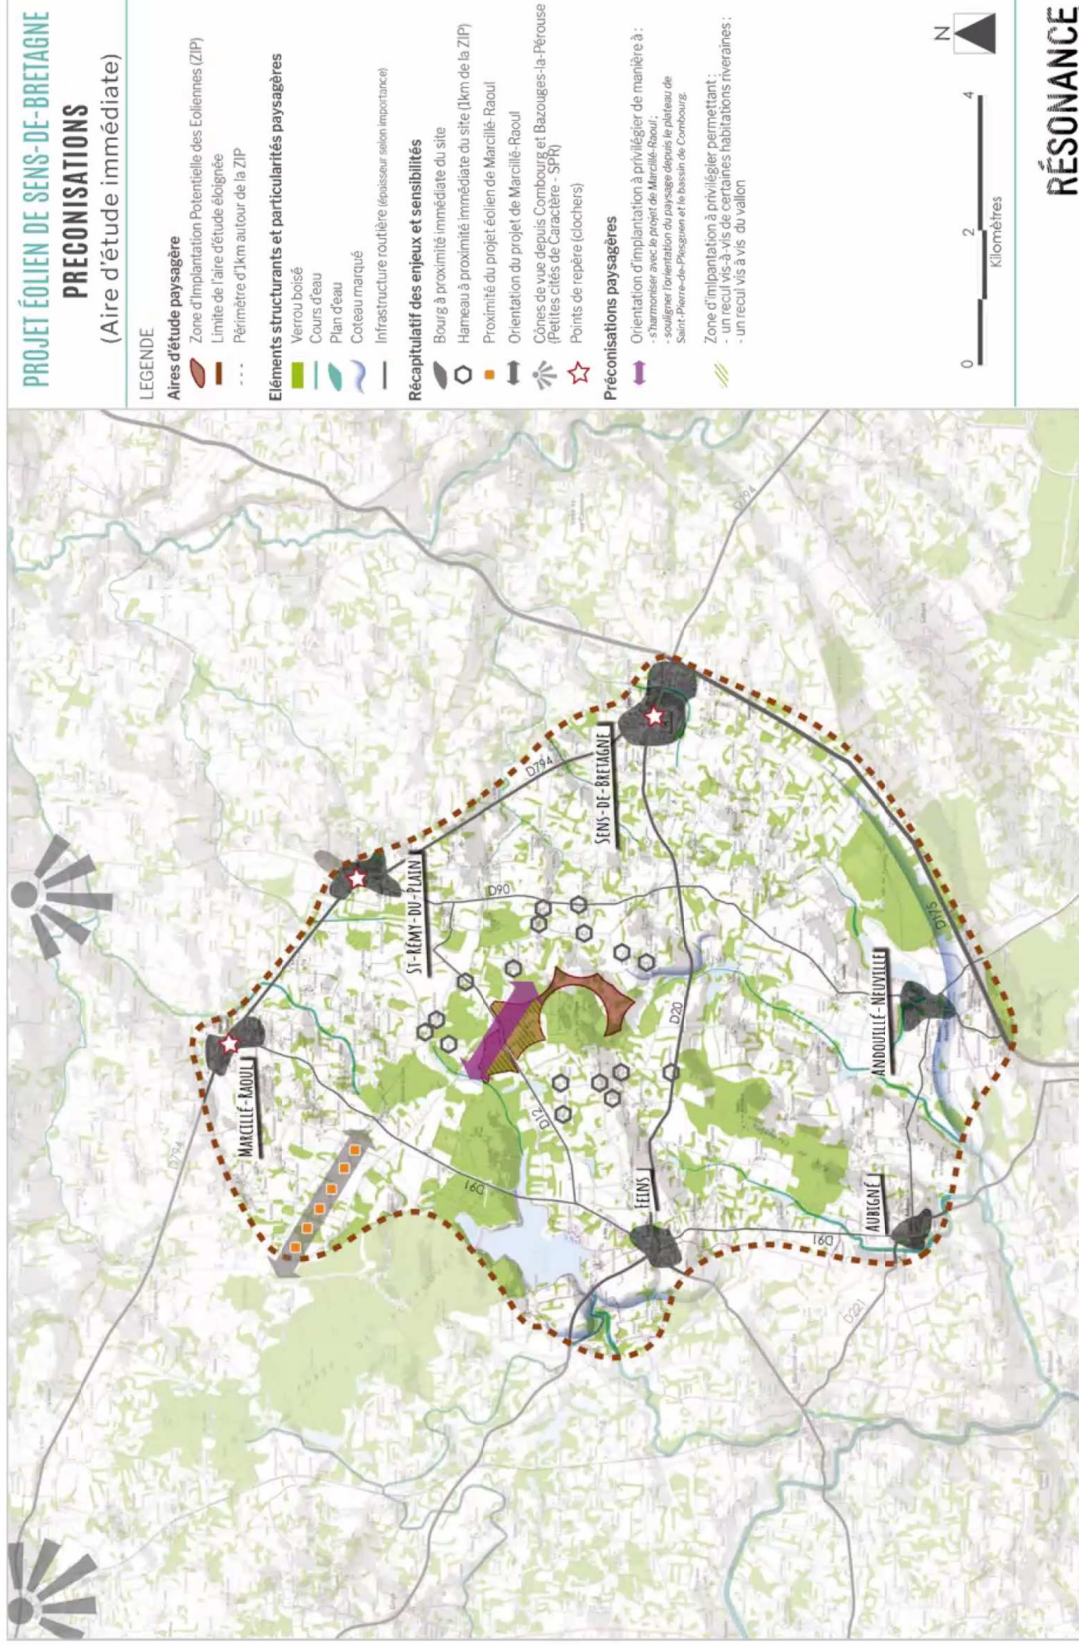 PROJET ÉOLIEN DE SENS-DE-BRETAGNE
PRECONISATIONS
(Aire d'étude immédiate)
LEGENDE
Aires d'étude paysagère
Zone d'Implantation Potentielle des Eoliennes (ZIP)
Limite de l'aire d'étude éloignée
Périmètre d'1km autour de la ZIP
Eléments structurants et particularités paysagères
Verrou boisé
Cours d'eau
Plan d'eau
Coteau marqué
Infrastructure routière (épaisseur selon importance)
Récapitulatif des enjeux et sensibilités
Bourg à proximité immédiate du site
Hameau à proximité immédiate du site (1km de la ZIP)
Proximité du projet éolien de Marcillé-Raoul
Orientation du projet de Marcillé-Raoul
Cônes de vue depuis Combourg et Bazouges-la-Pérouse
(Petites cités de Caractère - SPR)
Points de repère (clochers)
Préconisations paysagères
Orientation d'implantation à privilégier de manière à :
- s'harmoniser avec le projet de Marcillé-Raoul ;
- souligner l'orientation du paysage depuis le plateau de
Saint-Pierre-de-Plesguen et le bassin de Combourg.
Zone d'implantation à privilégier permettant :
- un recul vis-à-vis de certaines habitations riveraines ;
- un recul vis à vis du vallon
0 2 4
Kilomètres
N
RÉSONANCE
D794
MARCILLÉ-RAOUL
ST-RÉMY-DU-PLAIN
D794
D794
SENS-DE-BRETAGNE
D90
D91
D12
D20
FEINS
D175
ANDOUILLÉ-NEUVILLE
AUBIGNÉ
D91
D221